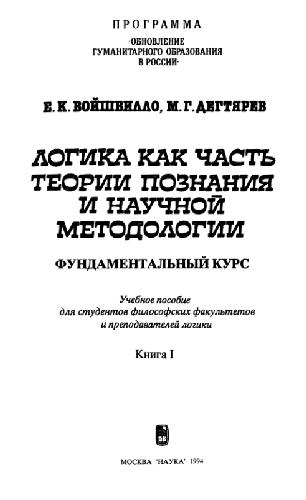 ПРОГРАММА
"ОБНОВЛЕНИЕ
ГУМАНИТАРНОГО ОБРАЗОВАНИЯ
В РОССИИ"
Е. К. ВОЙШВИЛЛО, М. Г. ДЕГТЯРЕВ
ЛОГИКА КАК ЧАСТЬ
ТЕОРИИ ПОЗНАНИЯ
И НАУЧНОЙ
МЕТОДОЛОГИИ
ФУНДАМЕНТАЛЬНЫЙ КУРС
Учебное пособие
для студентов философских факультетов
и преподавателей логики
Книга I
МОСКВА "НАУКА" 1994